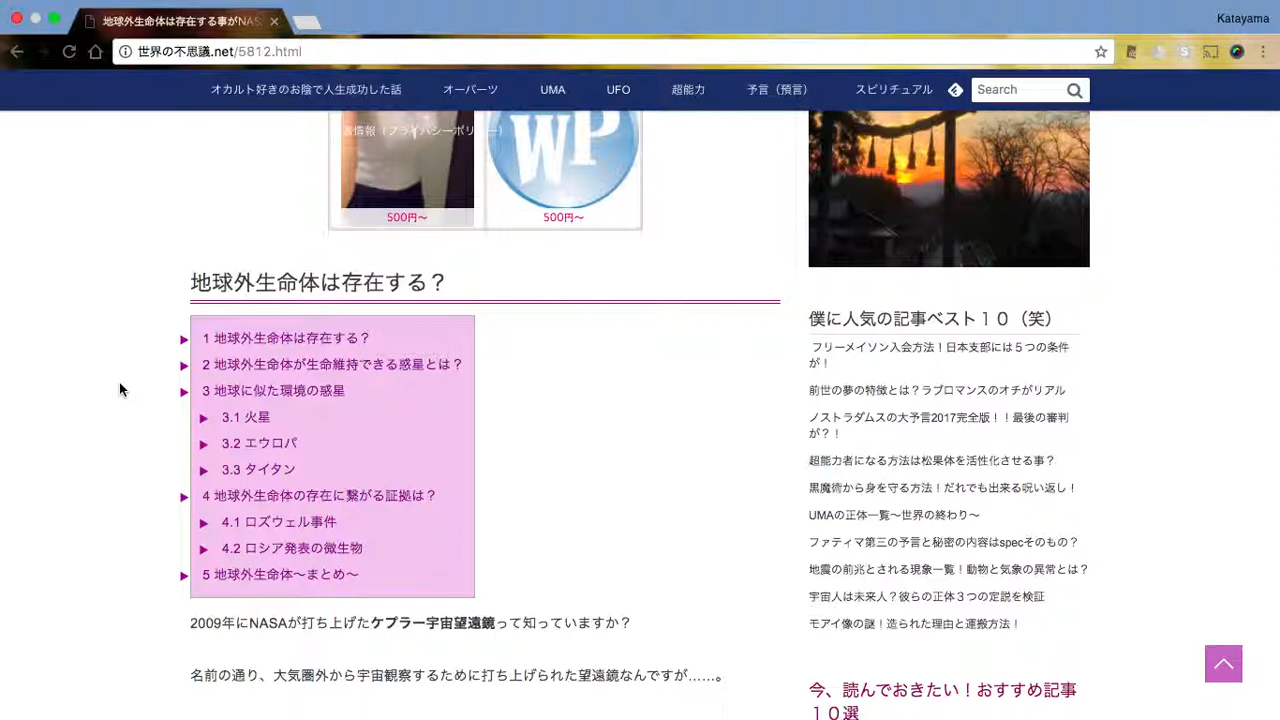 地球外生命体は存在する事がNAS
Katayama
世界の不思議.net/5812.html
オカルト好きのお陰で人生成功した話
オーパーツ
UMA
UFO
超能力
予言（預言）
スピリチュアル
Search
表情報（プライバシーポリシー）
WP
500円〜
500円〜
地球外生命体は存在する？
1 地球外生命体は存在する？
2 地球外生命体が生命維持できる惑星とは？
3 地球に似た環境の惑星
3.1 火星
3.2 エウロパ
3.3 タイタン
4 地球外生命体の存在に繋がる証拠は？
4.1 ロズウェル事件
4.2 ロシア発表の微生物
5 地球外生命体〜まとめ〜
2009年にNASAが打ち上げたケプラー宇宙望遠鏡って知っていますか？
名前の通り、大気圏外から宇宙観察するために打ち上げられた望遠鏡なんですが……。
僕に人気の記事ベスト１０（笑）
フリーメイソン入会方法！日本支部には５つの条件
が！
前世の夢の特徴とは？ラブロマンスのオチがリアル
ノストラダムスの大予言2017完全版！！最後の審判
が？！
超能力者になる方法は松果体を活性化させる事？
黒魔術から身を守る方法！だれでも出来る呪い返し！
UMAの正体一覧〜世界の終わり〜
ファティマ第三の予言と秘密の内容はspecそのもの？
地震の前兆とされる現象一覧！動物と気象の異常とは？
宇宙人は未来人？彼らの正体３つの定説を検証
モアイ像の謎！造られた理由と運搬方法！
今、読んでおきたい！おすすめ記事
１０選